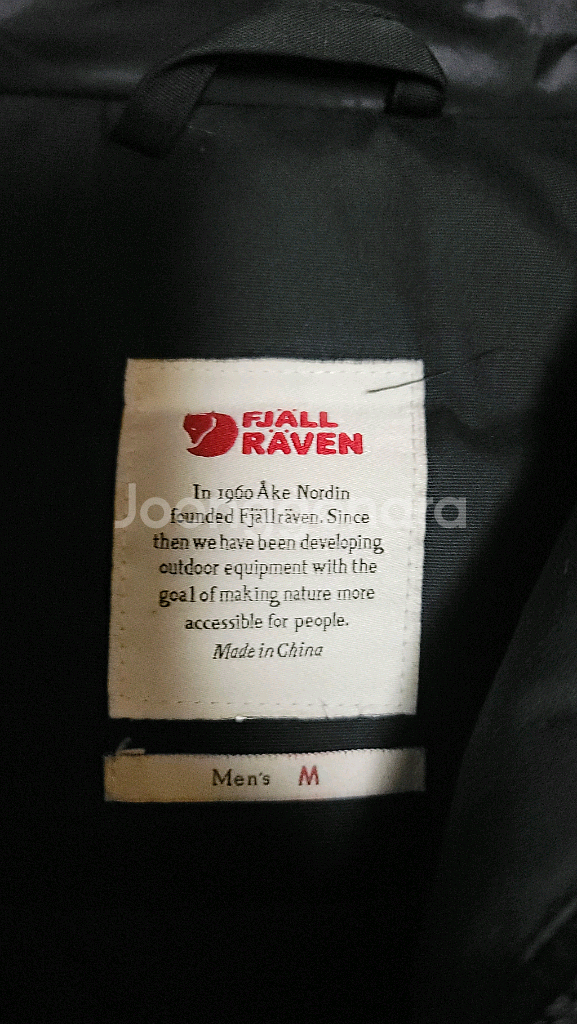 FJÄLL
RÄVEN
In 1960 Åke Nordin
founded Fjällräven. Since
then we have been developing
outdoor equipment with the
goal of making nature more
accessible for people.
Made in China
Men's M